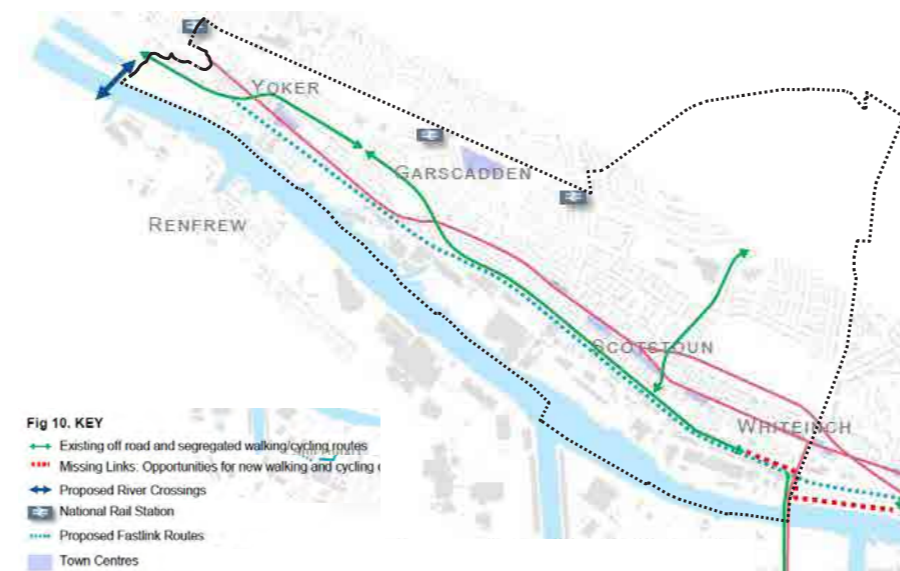 YOKER
GARSCADDEN
RENFREW
SCOTSTOUN
WHITEINCH
Fig 10. KEY
Existing off road and segregated walking/cycling routes
Missing Links: Opportunities for new walking and cycling
Proposed River Crossings
National Rail Station
Proposed Fastlink Routes
Town Centres